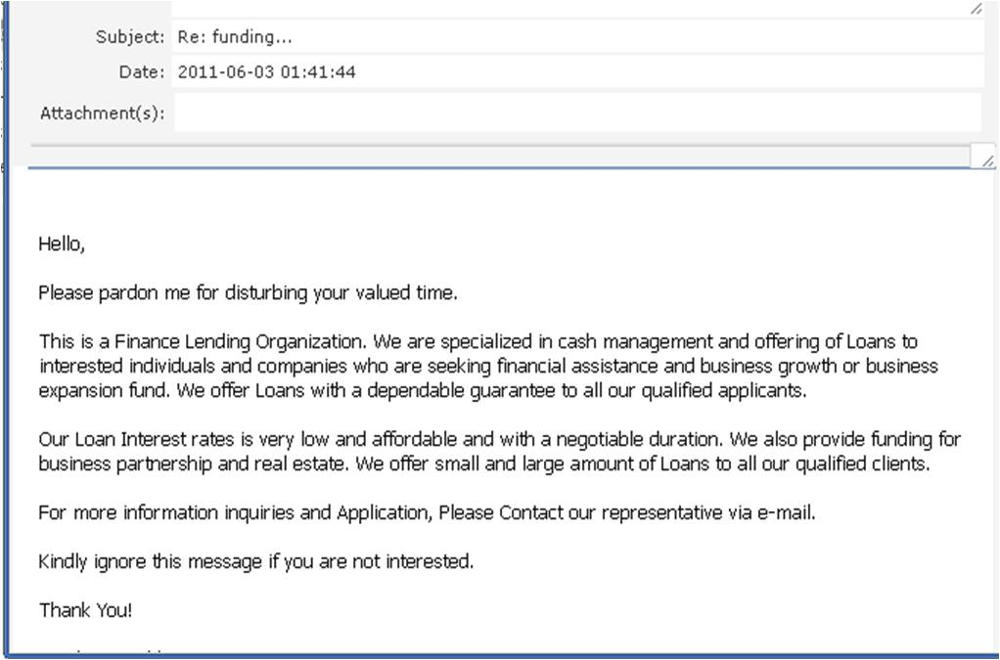 Subject: Re: funding...
Date: 2011-06-03 01:41:44
Attachment(s):
Hello,
Please pardon me for disturbing your valued time.
This is a Finance Lending Organization. We are specialized in cash management and offering of Loans to
interested individuals and companies who are seeking financial assistance and business growth or business
expansion fund. We offer Loans with a dependable guarantee to all our qualified applicants.
Our Loan Interest rates is very low and affordable and with a negotiable duration. We also provide funding for
business partnership and real estate. We offer small and large amount of Loans to all our qualified clients.
For more information inquiries and Application, Please Contact our representative via e-mail.
Kindly ignore this message if you are not interested.
Thank You!